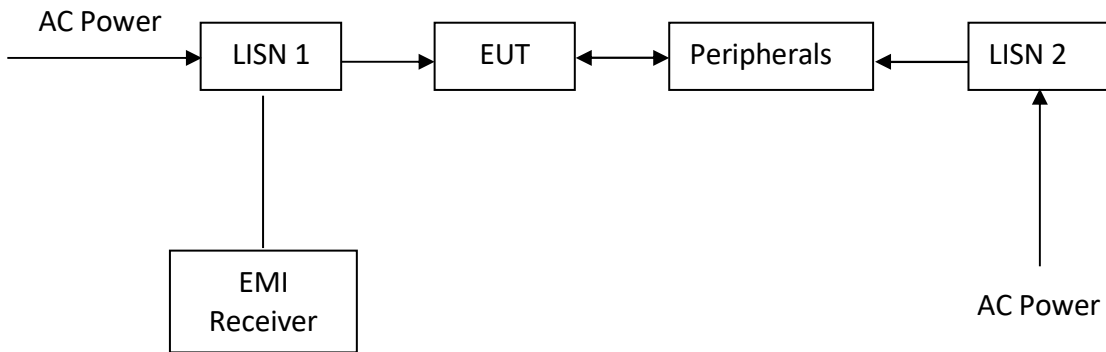 AC Power
LISN 1
EUT
Peripherals
LISN 2
EMI
Receiver
AC Power